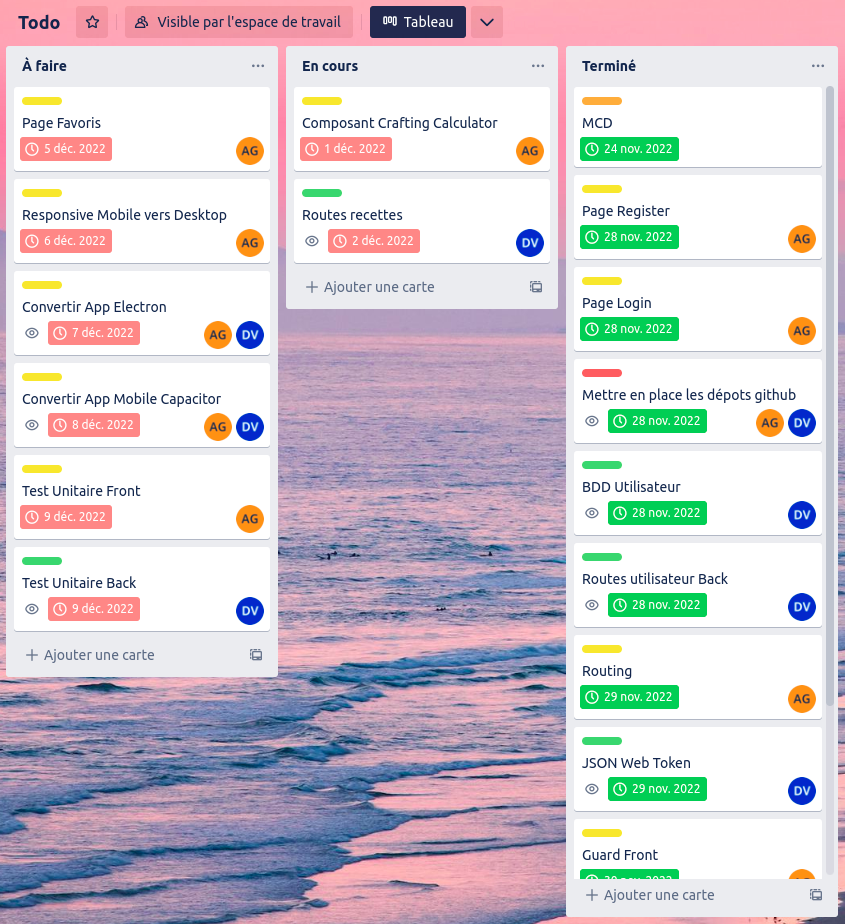 Todo
Visible par l'espace de travail
Tableau
À faire
Page Favoris
5 déc. 2022
AG
Responsive Mobile vers Desktop
6 déc. 2022
AG
Convertir App Electron
7 déc. 2022
AG DV
Convertir App Mobile Capacitor
8 déc. 2022
AG DV
Test Unitaire Front
9 déc. 2022
AG
Test Unitaire Back
9 déc. 2022
DV
Ajouter une carte
En cours
Composant Crafting Calculator
1 déc. 2022
AG
Routes recettes
2 déc. 2022
DV
Ajouter une carte
Terminé
MCD
24 nov. 2022
Page Register
28 nov. 2022
AG
Page Login
28 nov. 2022
AG
Mettre en place les dépots github
28 nov. 2022
AG DV
BDD Utilisateur
28 nov. 2022
DV
Routes utilisateur Back
28 nov. 2022
DV
Routing
29 nov. 2022
AG
JSON Web Token
29 nov. 2022
DV
Guard Front
Ajouter une carte